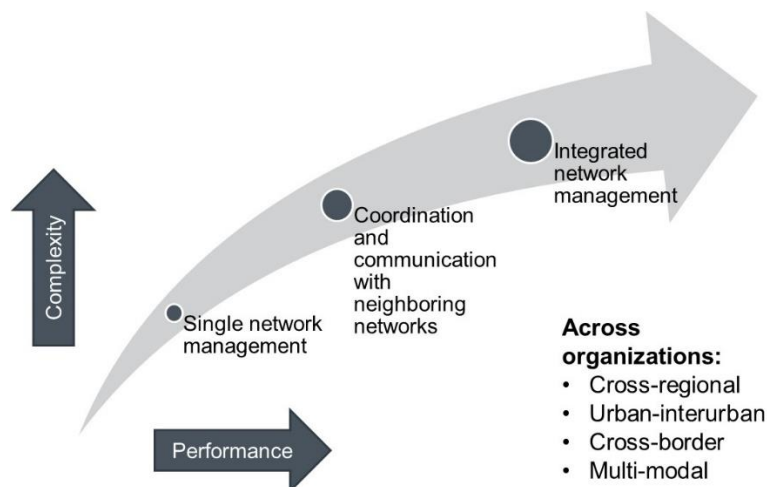 Integrated
network
management
Coordination
and
communication
with
neighboring
networks
Complexity
Single network
management
Across
organizations:
• Cross-regional
• Urban-interurban
• Cross-border
• Multi-modal
Performance